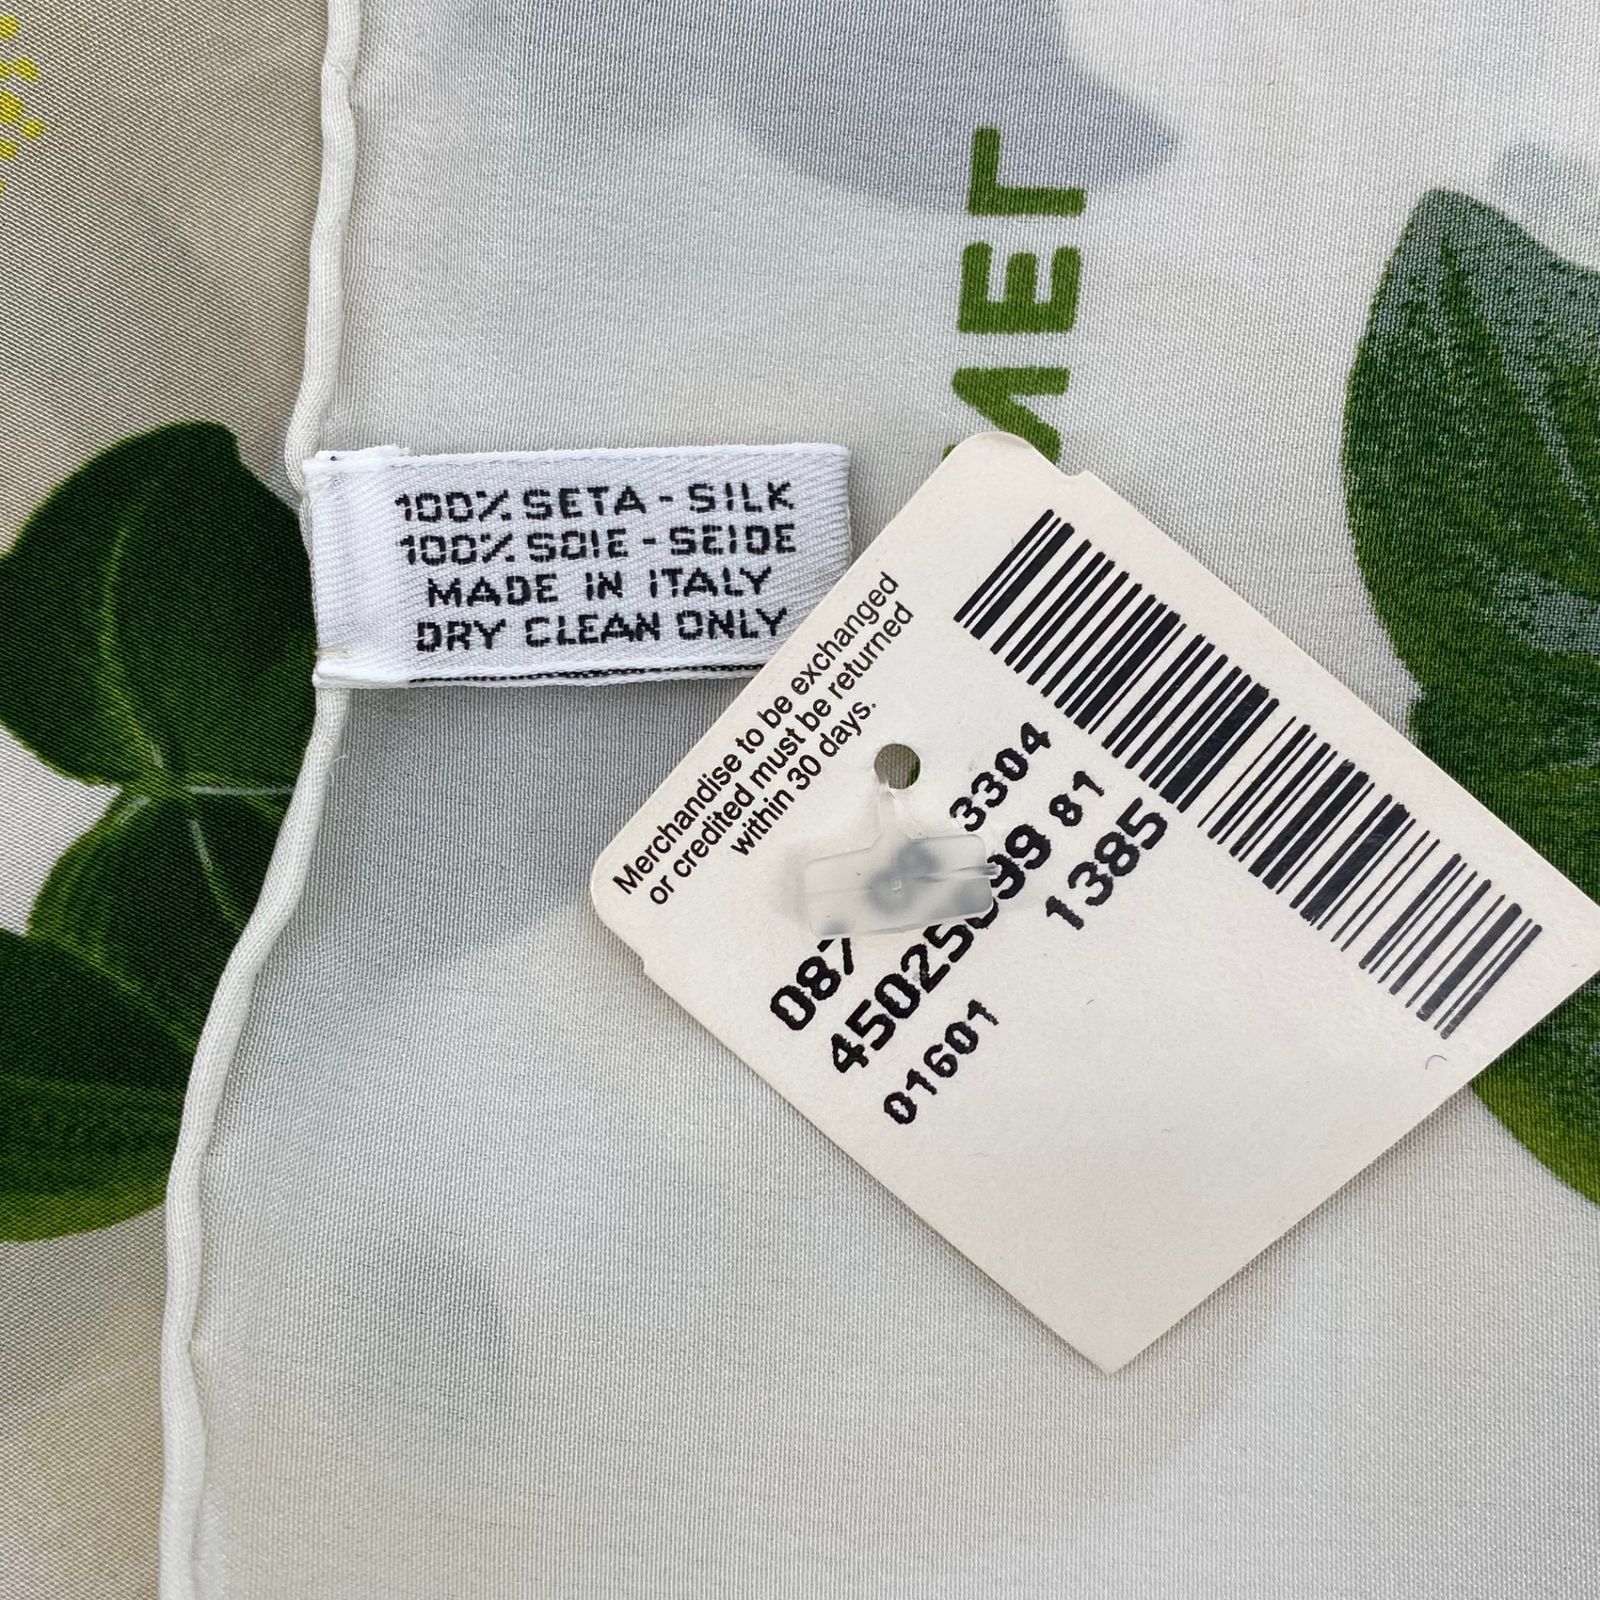 100% SETA - SILK
100% SOIE - SEIDE
MADE IN ITALY
DRY CLEAN ONLY
Merchandise to be exchanged
or credited must be returned
within 30 days.
3304
81
1385
01601